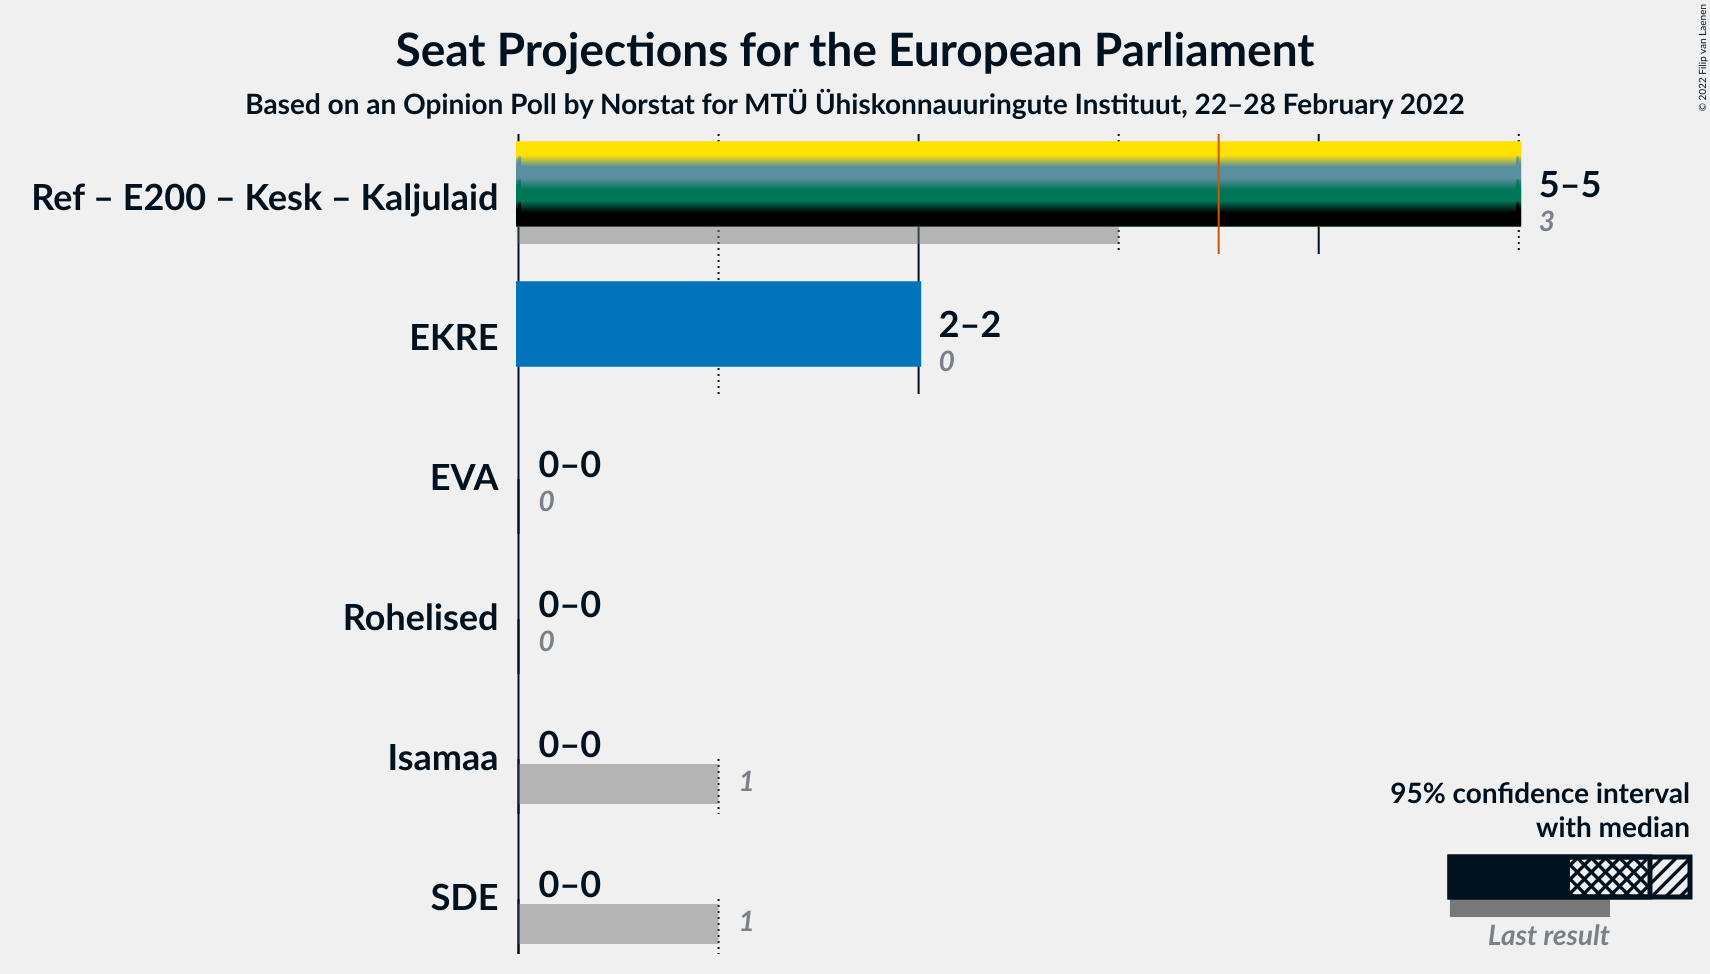 Seat Projections for the European Parliament
Based on an Opinion Poll by Norstat for MTÜ Ühiskonnauuringute Instituut, 22–28 February 2022
© 2022 Filip van Laenen
Ref – E200 – Kesk – Kaljulaid
5–5
3
EKRE
2–2
0
EVA
0–0
0
Rohelised
0–0
0
Isamaa
0–0
1
SDE
0–0
1
95% confidence interval
with median
Last result